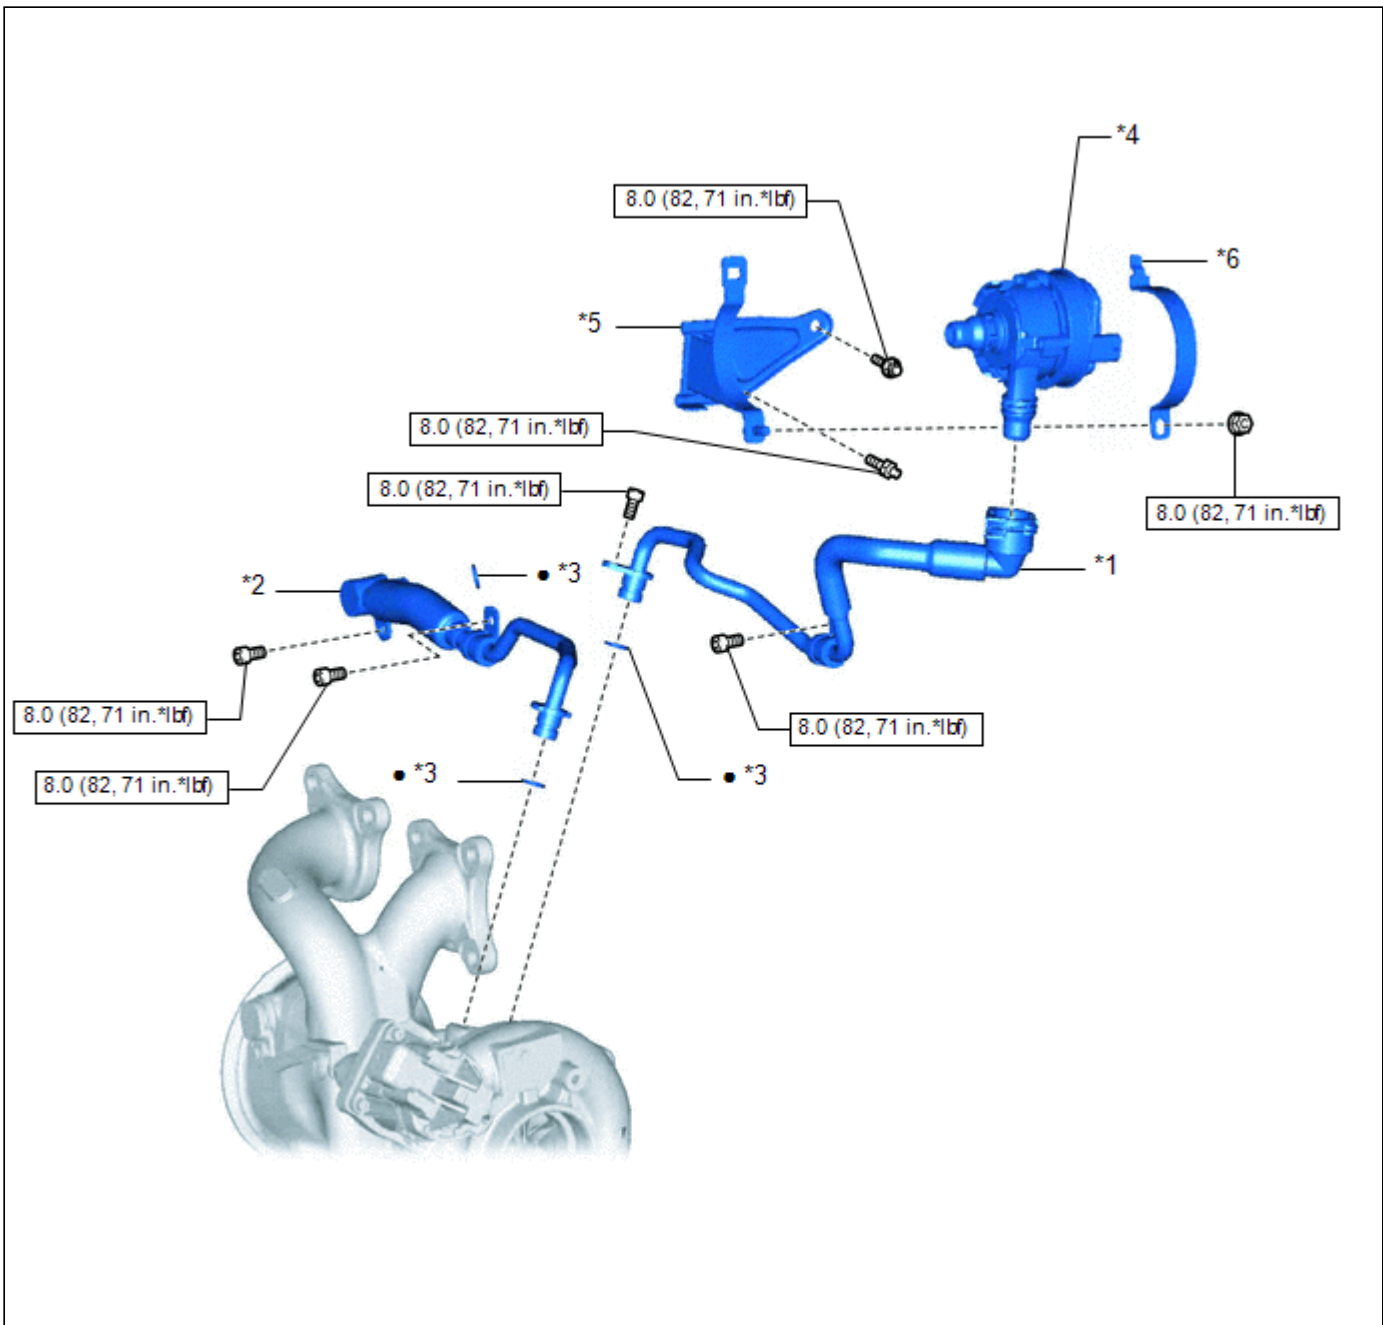 *4
8.0 (82, 71 in.*lbf)
*6
*5
8.0 (82, 71 in.*lbf)
8.0 (82, 71 in.*lbf)
8.0 (82, 71 in.*lbf)
*1
● *3
*2
8.0 (82, 71 in.*lbf)
8.0 (82, 71 in.*lbf)
● *3
● *3
8.0 (82, 71 in.*lbf)